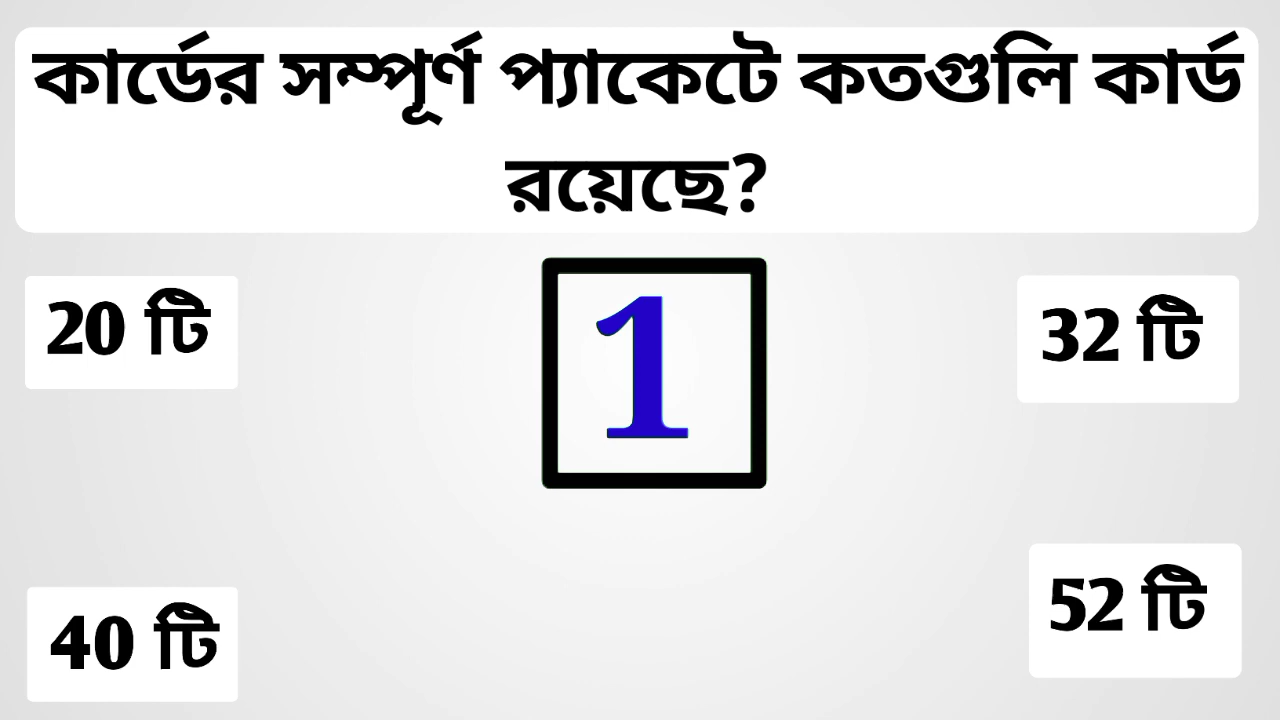 কার্ডের সম্পূর্ণ প্যাকেটে কতগুলি কার্ড
রয়েছে?
20 টি
32 টি
1
40 টি
52 টি